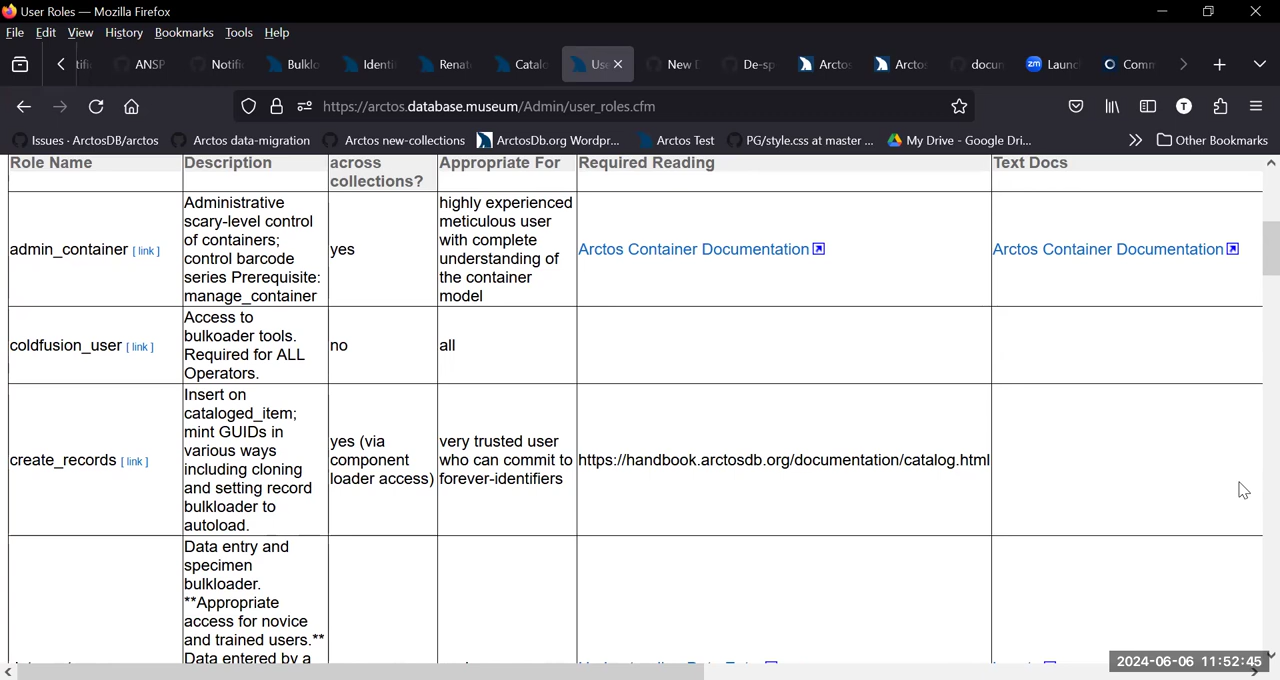 User Roles — Mozilla Firefox
File Edit View History Bookmarks Tools Help
ANSP Notific Bulklo Identi Renat Catalo Use New D De-sp Arctos Arctos docun zm Launc Comm
https://arctos.database.museum/Admin/user_roles.cfm
T
Issues · ArctosDB/arctos Arctos data-migration Arctos new-collections ArctosDb.org Wordpr... Arctos Test PG/style.css at master ... My Drive - Google Dri... Other Bookmarks
Role Name Description across Appropriate For Required Reading Text Docs
collections?
Administrative
scary-level control
of containers;
control barcode
series Prerequisite:
manage_container
admin_container [ link ]
yes
highly experienced
meticulous user
with complete
understanding of
the container
model
Arctos Container Documentation
Arctos Container Documentation
coldfusion_user [ link ]
Access to
bulkoader tools.
Required for ALL
Operators.
no
all
create_records [ link ]
Insert on
cataloged_item;
mint GUIDs in
various ways
including cloning
and setting record
bulkloader to
autoload.
yes (via
component
loader access)
very trusted user
who can commit to
forever-identifiers
https://handbook.arctosdb.org/documentation/catalog.html
Data entry and
specimen
bulkloader.
**Appropriate
access for novice
and trained users.**
Data entered by a
2024-06-06 11:52:45